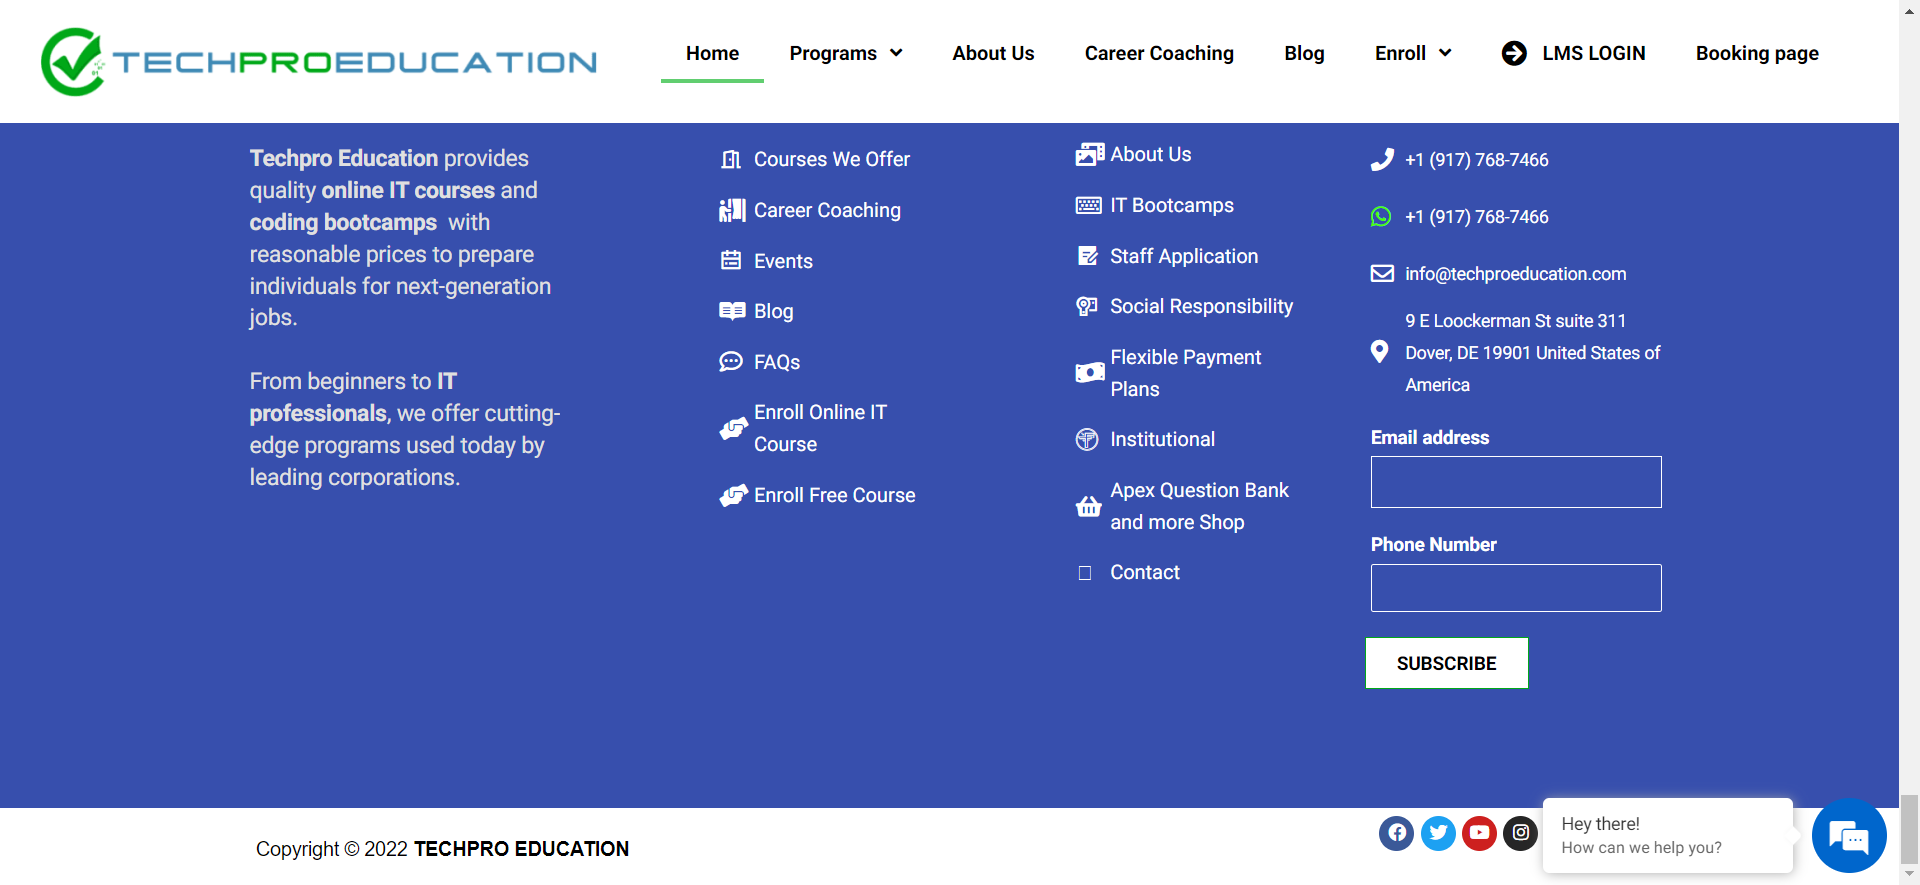 TECHPROEDUCATION
Home
Programs
About Us
Career Coaching
Blog
Enroll
LMS LOGIN
Booking page
Techpro Education provides
quality online IT courses and
coding bootcamps with
reasonable prices to prepare
individuals for next-generation
jobs.
From beginners to IT
professionals, we offer cutting-
edge programs used today by
leading corporations.
Courses We Offer
Career Coaching
Events
Blog
FAQs
Enroll Online IT
Course
Enroll Free Course
About Us
IT Bootcamps
Staff Application
Social Responsibility
Flexible Payment
Plans
Institutional
Apex Question Bank
and more Shop
Contact
+1 (917) 768-7466
+1 (917) 768-7466
info@techproeducation.com
9 E Loockerman St suite 311
Dover, DE 19901 United States of
America
Email address
Phone Number
SUBSCRIBE
Copyright © 2022 TECHPRO EDUCATION
Hey there!
How can we help you?